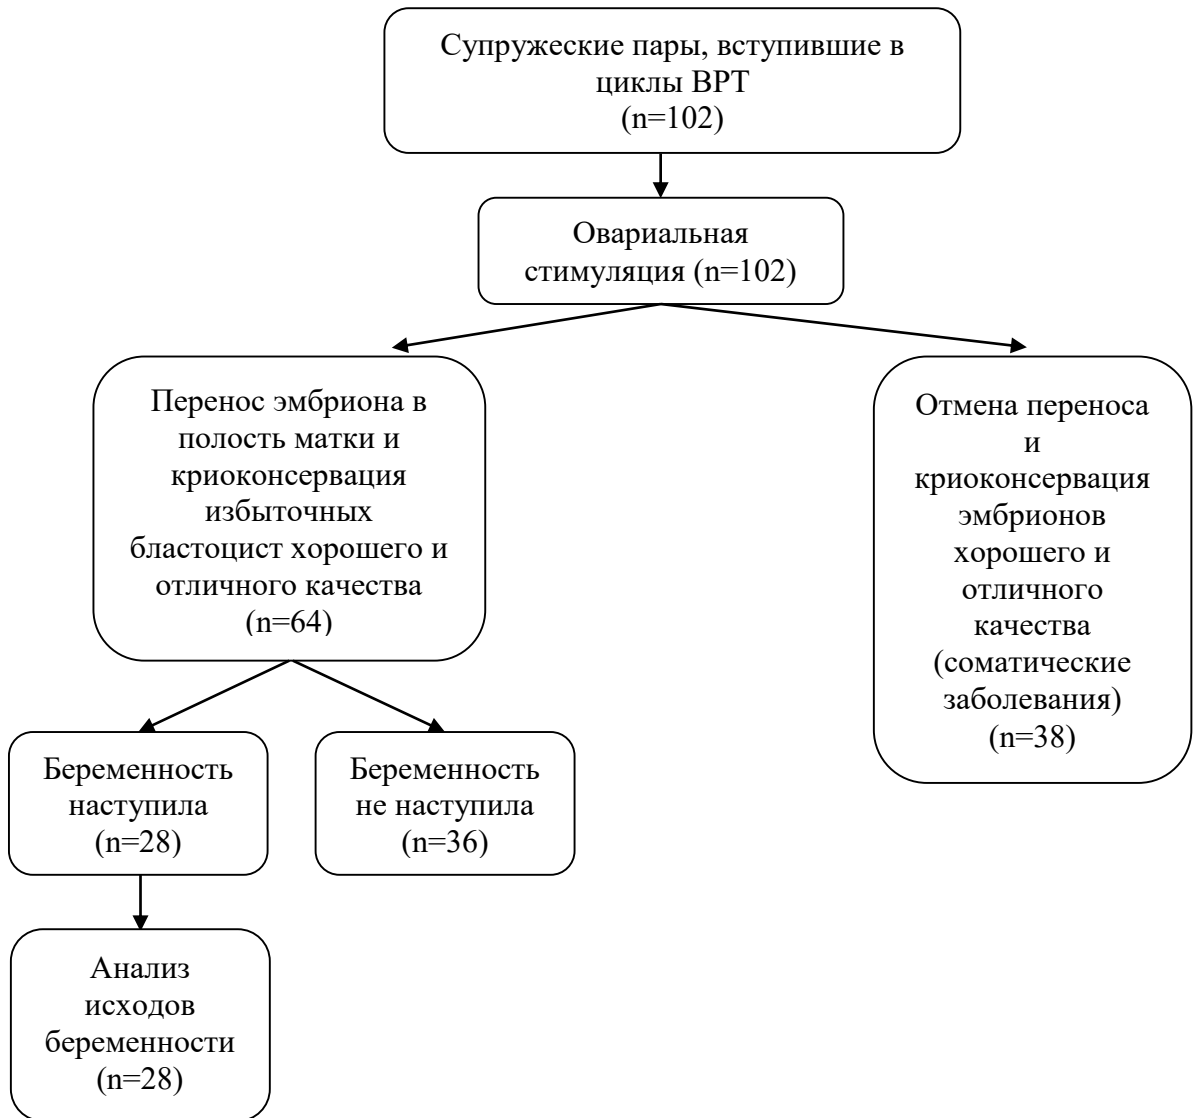 Супружеские пары, вступившие в
циклы ВРТ
(n=102)
Овариальная
стимуляция (n=102)
Перенос эмбриона в
полость матки и
криоконсервация
избыточных
бластоцист хорошего и
отличного качества
(n=64)
Отмена переноса
и
криоконсервация
эмбрионов
хорошего и
отличного
качества
(соматические
заболевания)
(n=38)
Беременность
наступила
(n=28)
Беременность
не наступила
(n=36)
Анализ
исходов
беременности
(n=28)